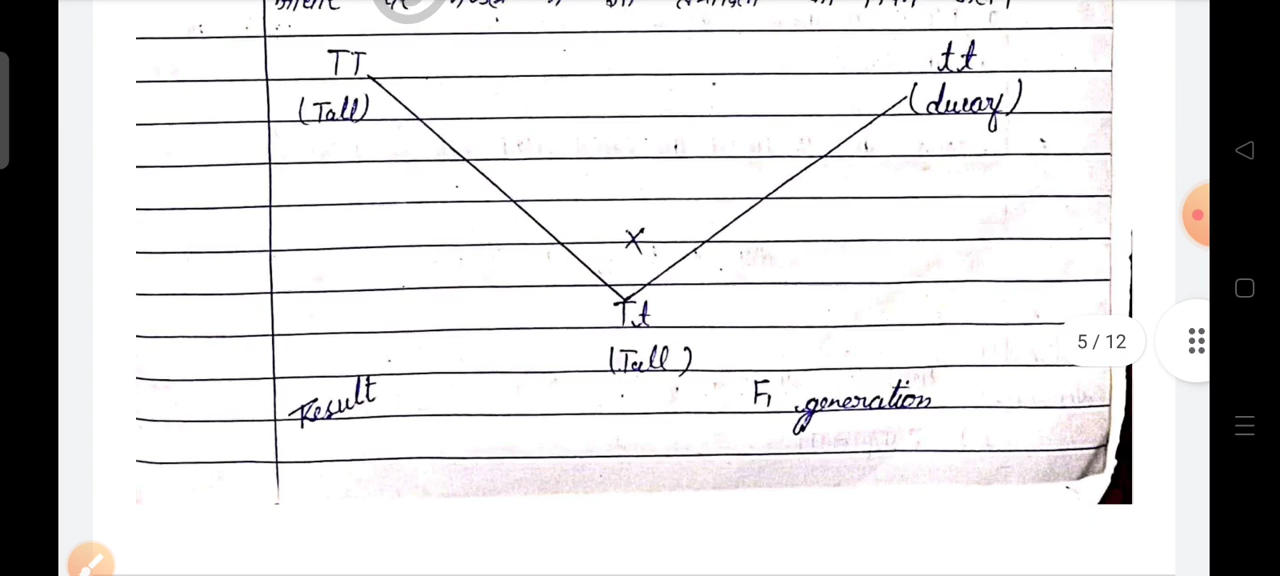 TT
tt
(Tall)
(dwarf)
X
Tt
5 / 12
(Tall)
Result
F1 generation